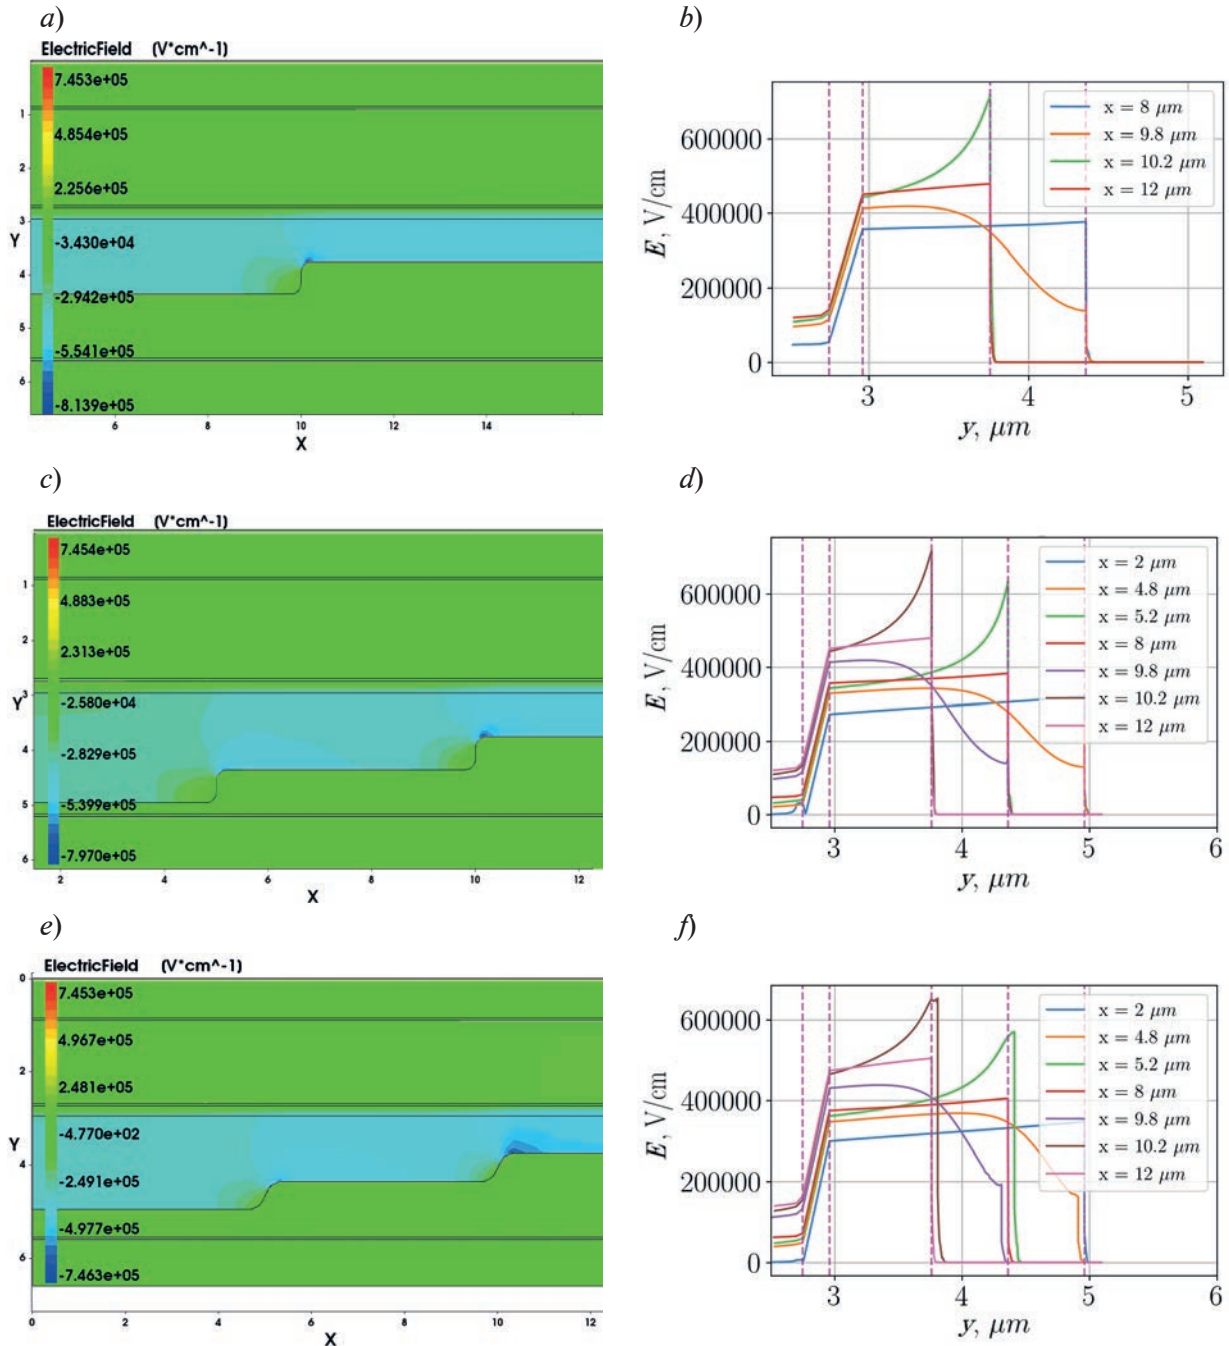 a)
ElectricField (V*cm^-1)
7.453e+05
4.854e+05
2.256e+05
-3.430e+04
-2.942e+05
-5.541e+05
-8.139e+05
1
2
3
4
5
6
Y
6 8 10 12 14
X
b)
600000
400000
200000
0
E, V/cm
x = 8 μm
x = 9.8 μm
x = 10.2 μm
x = 12 μm
3 4 5
y, μm
c)
ElectricField (V*cm^-1)
7.454e+05
4.883e+05
2.313e+05
-2.580e+04
-2.829e+05
-5.399e+05
-7.970e+05
1
2
3
4
5
6
Y
2 4 6 8 10 12
X
d)
600000
400000
200000
0
E, V/cm
x = 2 μm
x = 4.8 μm
x = 5.2 μm
x = 8 μm
x = 9.8 μm
x = 10.2 μm
x = 12 μm
3 4 5 6
y, μm
e)
ElectricField (V*cm^-1)
7.453e+05
4.967e+05
2.481e+05
-4.770e+02
-2.491e+05
-4.977e+05
-7.463e+05
0
2
4
6
Y
0 2 4 6 8 10 12
X
f)
600000
400000
200000
0
E, V/cm
x = 2 μm
x = 4.8 μm
x = 5.2 μm
x = 8 μm
x = 9.8 μm
x = 10.2 μm
x = 12 μm
3 4 5 6
y, μm